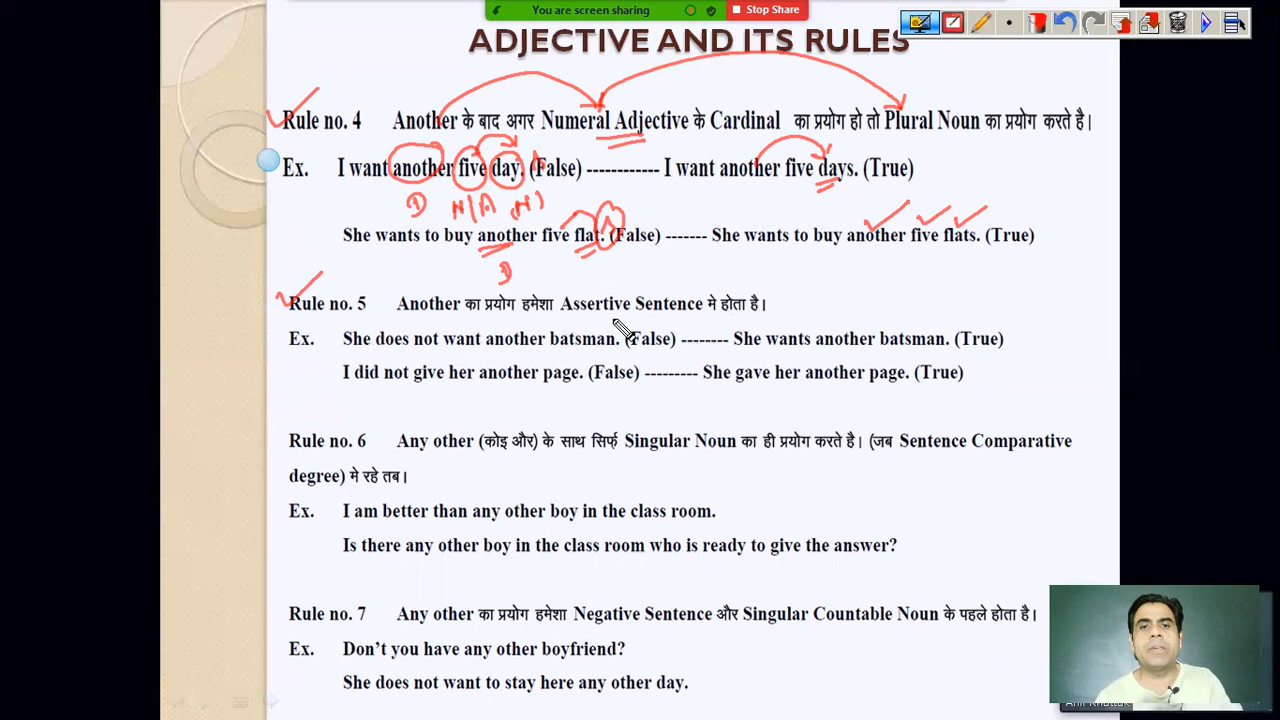 You are screen sharing
Stop Share
ADJECTIVE AND ITS RULES
Rule no. 4 Another के बाद अगर Numeral Adjective के Cardinal का प्रयोग हो तो Plural Noun का प्रयोग करते है।
Ex. I want another five day. (False) ------------ I want another five days. (True)
N/A (N)
She wants to buy another five flat. (False) ------- She wants to buy another five flats. (True)
Rule no. 5 Another का प्रयोग हमेशा Assertive Sentence मे होता है।
Ex. She does not want another batsman. (False) -------- She wants another batsman. (True)
I did not give her another page. (False) --------- She gave her another page. (True)
Rule no. 6 Any other (कोइ और) के साथ सिर्फ़ Singular Noun का ही प्रयोग करते है। (जब Sentence Comparative
degree) मे रहे तब।
Ex. I am better than any other boy in the class room.
Is there any other boy in the class room who is ready to give the answer?
Rule no. 7 Any other का प्रयोग हमेशा Negative Sentence और Singular Countable Noun के पहले होता है।
Ex. Don't you have any other boyfriend?
She does not want to stay here any other day.